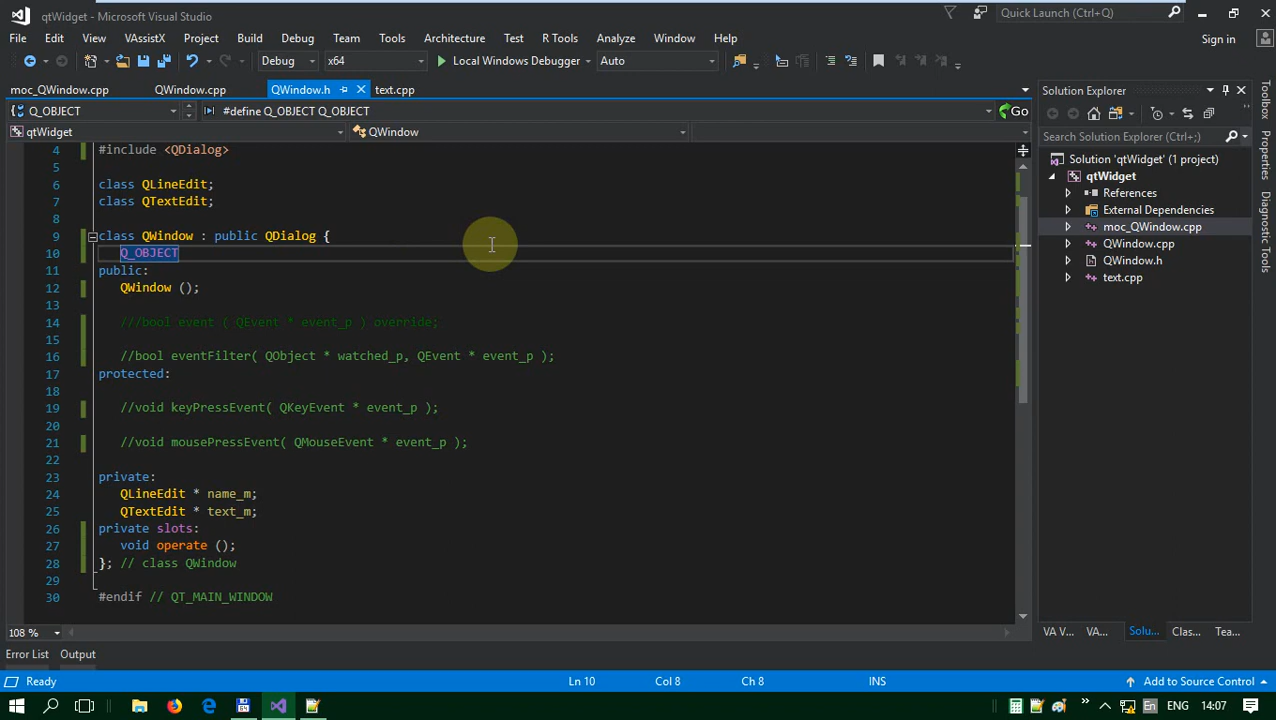 qtWidget - Microsoft Visual Studio
Quick Launch (Ctrl+Q)
File Edit View VAssistX Project Build Debug Team Tools Architecture Test R Tools Analyze Window Help
Sign in
Debug x64 Local Windows Debugger Auto
moc_QWindow.cpp QWindow.cpp QWindow.h text.cpp
Q_OBJECT #define Q_OBJECT Q_OBJECT Go
qtWidget QWindow
4 #include <QDialog>
5
6 class QLineEdit;
7 class QTextEdit;
8
9 class QWindow : public QDialog {
10 Q_OBJECT
11 public:
12 QWindow ();
13
14 ///bool event ( QEvent * event_p ) override;
15
16 //bool eventFilter( QObject * watched_p, QEvent * event_p );
17 protected:
18
19 //void keyPressEvent( QKeyEvent * event_p );
20
21 //void mousePressEvent( QMouseEvent * event_p );
22
23 private:
24 QLineEdit * name_m;
25 QTextEdit * text_m;
26 private slots:
27 void operate ();
28 }; // class QWindow
29
30 #endif // QT_MAIN_WINDOW
108 %
Solution Explorer
Search Solution Explorer (Ctrl+;)
Solution 'qtWidget' (1 project)
qtWidget
References
External Dependencies
moc_QWindow.cpp
QWindow.cpp
QWindow.h
text.cpp
VA V... VA... Solu... Clas... Tea...
Toolbox
Properties
Diagnostic Tools
Error List Output
Ready Ln 10 Col 8 Ch 8 INS Add to Source Control
64
En ENG 14:07